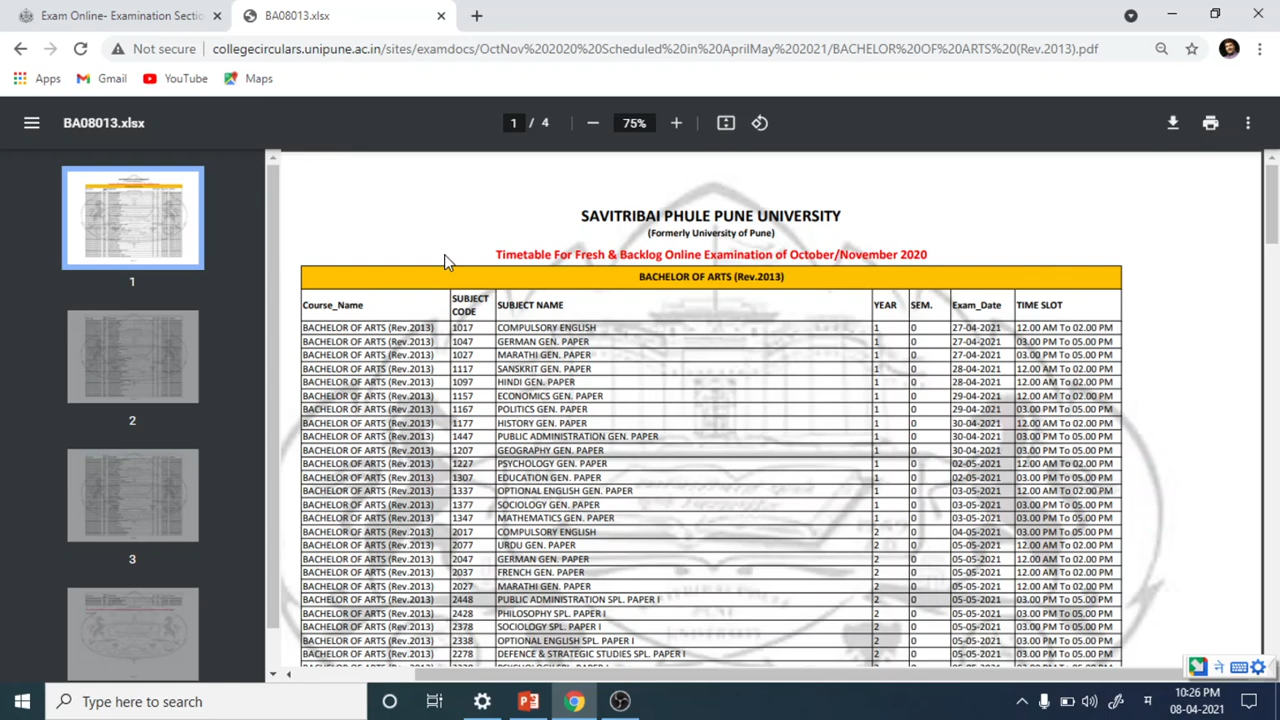 Exam Online- Examination Sectio
BA08013.xlsx
Not secure collegecirculars.unipune.ac.in/sites/examdocs/OctNov%202020%20Scheduled%20in%20AprilMay%202021/BACHELOR%20OF%20ARTS%20(Rev.2013).pdf
Apps Gmail YouTube Maps
BA08013.xlsx 1 / 4 75%
1
2
3
SAVITRIBAI PHULE PUNE UNIVERSITY
(Formerly University of Pune)
Timetable For Fresh & Backlog Online Examination of October/November 2020
BACHELOR OF ARTS (Rev.2013)
Course_Name SUBJECT CODE SUBJECT NAME YEAR SEM. Exam_Date TIME SLOT
BACHELOR OF ARTS (Rev.2013) 1017 COMPULSORY ENGLISH 1 0 27-04-2021 12.00 AM To 02.00 PM
BACHELOR OF ARTS (Rev.2013) 1047 GERMAN GEN. PAPER 1 0 27-04-2021 03.00 PM To 05.00 PM
BACHELOR OF ARTS (Rev.2013) 1027 MARATHI GEN. PAPER 1 0 27-04-2021 03.00 PM To 05.00 PM
BACHELOR OF ARTS (Rev.2013) 1117 SANSKRIT GEN. PAPER 1 0 28-04-2021 12.00 AM To 02.00 PM
BACHELOR OF ARTS (Rev.2013) 1097 HINDI GEN. PAPER 1 0 28-04-2021 12.00 AM To 02.00 PM
BACHELOR OF ARTS (Rev.2013) 1157 ECONOMICS GEN. PAPER 1 0 29-04-2021 12.00 AM To 02.00 PM
BACHELOR OF ARTS (Rev.2013) 1167 POLITICS GEN. PAPER 1 0 29-04-2021 03.00 PM To 05.00 PM
BACHELOR OF ARTS (Rev.2013) 1177 HISTORY GEN. PAPER 1 0 30-04-2021 12.00 AM To 02.00 PM
BACHELOR OF ARTS (Rev.2013) 1447 PUBLIC ADMINISTRATION GEN. PAPER 1 0 30-04-2021 03.00 PM To 05.00 PM
BACHELOR OF ARTS (Rev.2013) 1207 GEOGRAPHY GEN. PAPER 1 0 30-04-2021 03.00 PM To 05.00 PM
BACHELOR OF ARTS (Rev.2013) 1227 PSYCHOLOGY GEN. PAPER 1 0 02-05-2021 12.00 AM To 02.00 PM
BACHELOR OF ARTS (Rev.2013) 1307 EDUCATION GEN. PAPER 1 0 02-05-2021 03.00 PM To 05.00 PM
BACHELOR OF ARTS (Rev.2013) 1337 OPTIONAL ENGLISH GEN. PAPER 1 0 03-05-2021 12.00 AM To 02.00 PM
BACHELOR OF ARTS (Rev.2013) 1377 SOCIOLOGY GEN. PAPER 1 0 03-05-2021 03.00 PM To 05.00 PM
BACHELOR OF ARTS (Rev.2013) 1347 MATHEMATICS GEN. PAPER 1 0 03-05-2021 03.00 PM To 05.00 PM
BACHELOR OF ARTS (Rev.2013) 2017 COMPULSORY ENGLISH 2 0 04-05-2021 03.00 PM To 05.00 PM
BACHELOR OF ARTS (Rev.2013) 2077 URDU GEN. PAPER 2 0 05-05-2021 12.00 AM To 02.00 PM
BACHELOR OF ARTS (Rev.2013) 2047 GERMAN GEN. PAPER 2 0 05-05-2021 12.00 AM To 02.00 PM
BACHELOR OF ARTS (Rev.2013) 2037 FRENCH GEN. PAPER 2 0 05-05-2021 12.00 AM To 02.00 PM
BACHELOR OF ARTS (Rev.2013) 2027 MARATHI GEN. PAPER 2 0 05-05-2021 12.00 AM To 02.00 PM
BACHELOR OF ARTS (Rev.2013) 2448 PUBLIC ADMINISTRATION SPL. PAPER I 2 0 05-05-2021 03.00 PM To 05.00 PM
BACHELOR OF ARTS (Rev.2013) 2428 PHILOSOPHY SPL. PAPER I 2 0 05-05-2021 03.00 PM To 05.00 PM
BACHELOR OF ARTS (Rev.2013) 2378 SOCIOLOGY SPL. PAPER I 2 0 05-05-2021 03.00 PM To 05.00 PM
BACHELOR OF ARTS (Rev.2013) 2338 OPTIONAL ENGLISH SPL. PAPER I 2 0 05-05-2021 03.00 PM To 05.00 PM
BACHELOR OF ARTS (Rev.2013) 2278 DEFENCE & STRATEGIC STUDIES SPL. PAPER I 2 0 05-05-2021 03.00 PM To 05.00 PM
ने
Type here to search
म
10:26 PM
08-04-2021